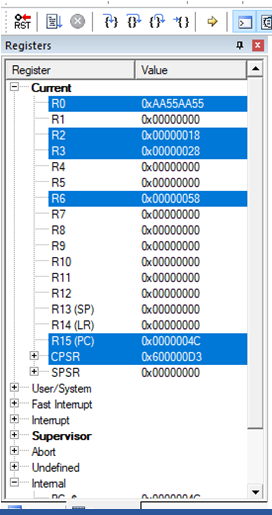 RST
Registers
Register Value
Current
R0 0xAA55AA55
R1 0x00000000
R2 0x00000018
R3 0x00000028
R4 0x00000000
R5 0x00000000
R6 0x00000058
R7 0x00000000
R8 0x00000000
R9 0x00000000
R10 0x00000000
R11 0x00000000
R12 0x00000000
R13 (SP) 0x00000000
R14 (LR) 0x00000000
R15 (PC) 0x0000004C
CPSR 0x600000D3
SPSR 0x00000000
User/System
Fast Interrupt
Interrupt
Supervisor
Abort
Undefined
Internal
PC $ 0x0000004C